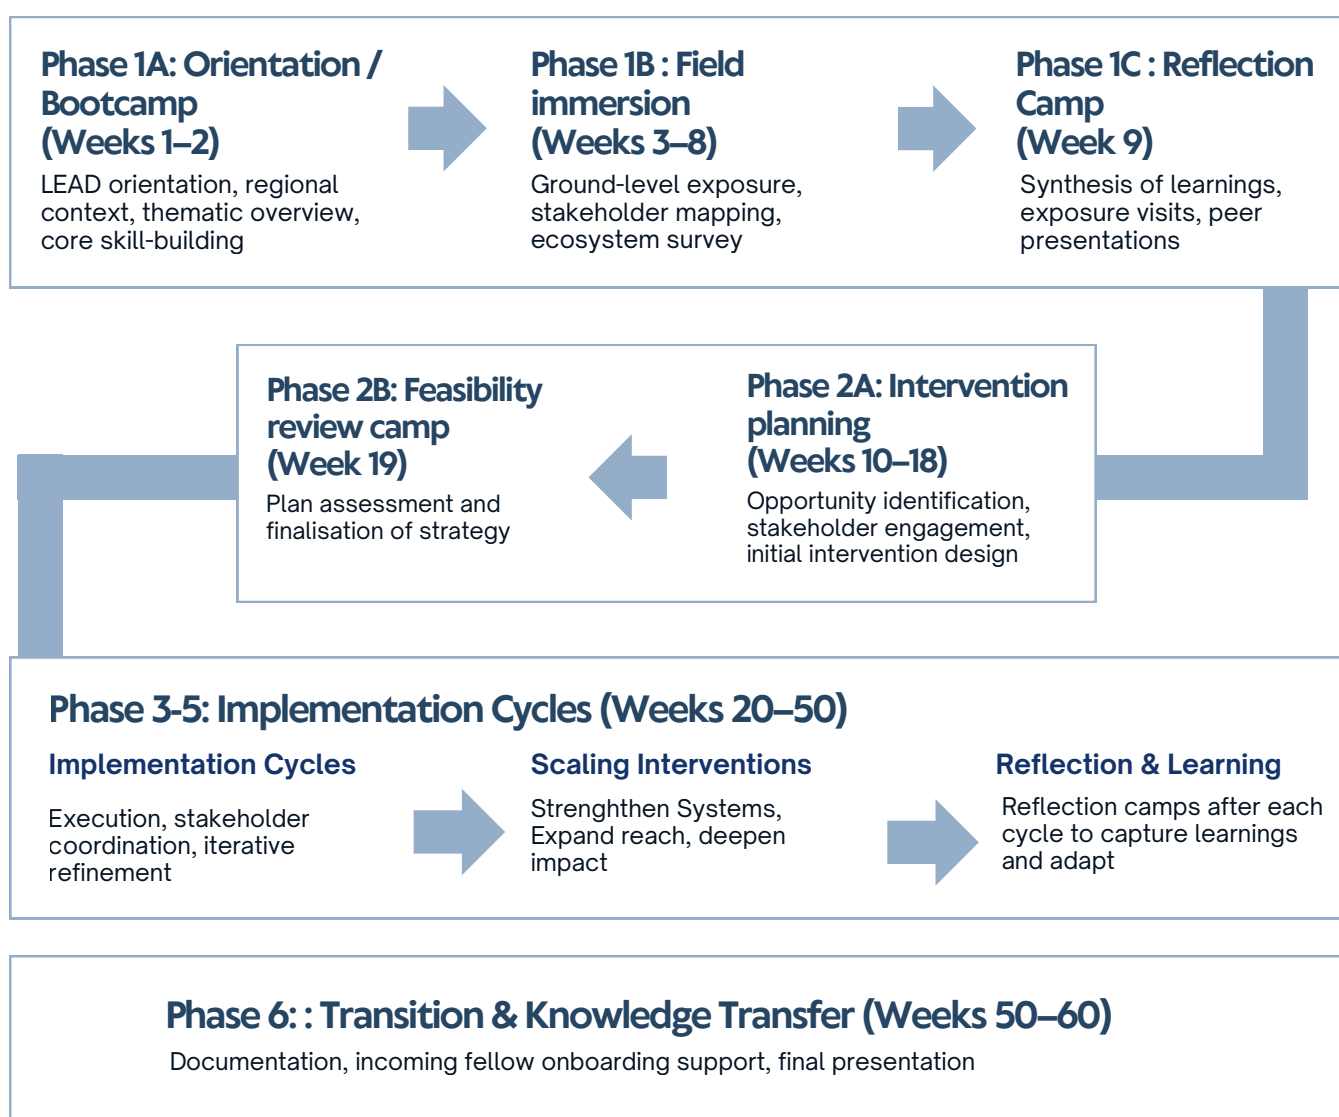 Phase 1A: Orientation /
Bootcamp
(Weeks 1–2)
LEAD orientation, regional
context, thematic overview,
core skill-building
Phase 1B : Field
immersion
(Weeks 3–8)
Ground-level exposure,
stakeholder mapping,
ecosystem survey
Phase 1C : Reflection
Camp
(Week 9)
Synthesis of learnings,
exposure visits, peer
presentations
Phase 2A: Intervention
planning
(Weeks 10–18)
Opportunity identification,
stakeholder engagement,
initial intervention design
Phase 2B: Feasibility
review camp
(Week 19)
Plan assessment and
finalisation of strategy
Phase 3-5: Implementation Cycles (Weeks 20–50)
Implementation Cycles
Execution, stakeholder
coordination, iterative
refinement
Scaling Interventions
Strenghthen Systems,
Expand reach, deepen
impact
Reflection & Learning
Reflection camps after each
cycle to capture learnings
and adapt
Phase 6: : Transition & Knowledge Transfer (Weeks 50–60)
Documentation, incoming fellow onboarding support, final presentation